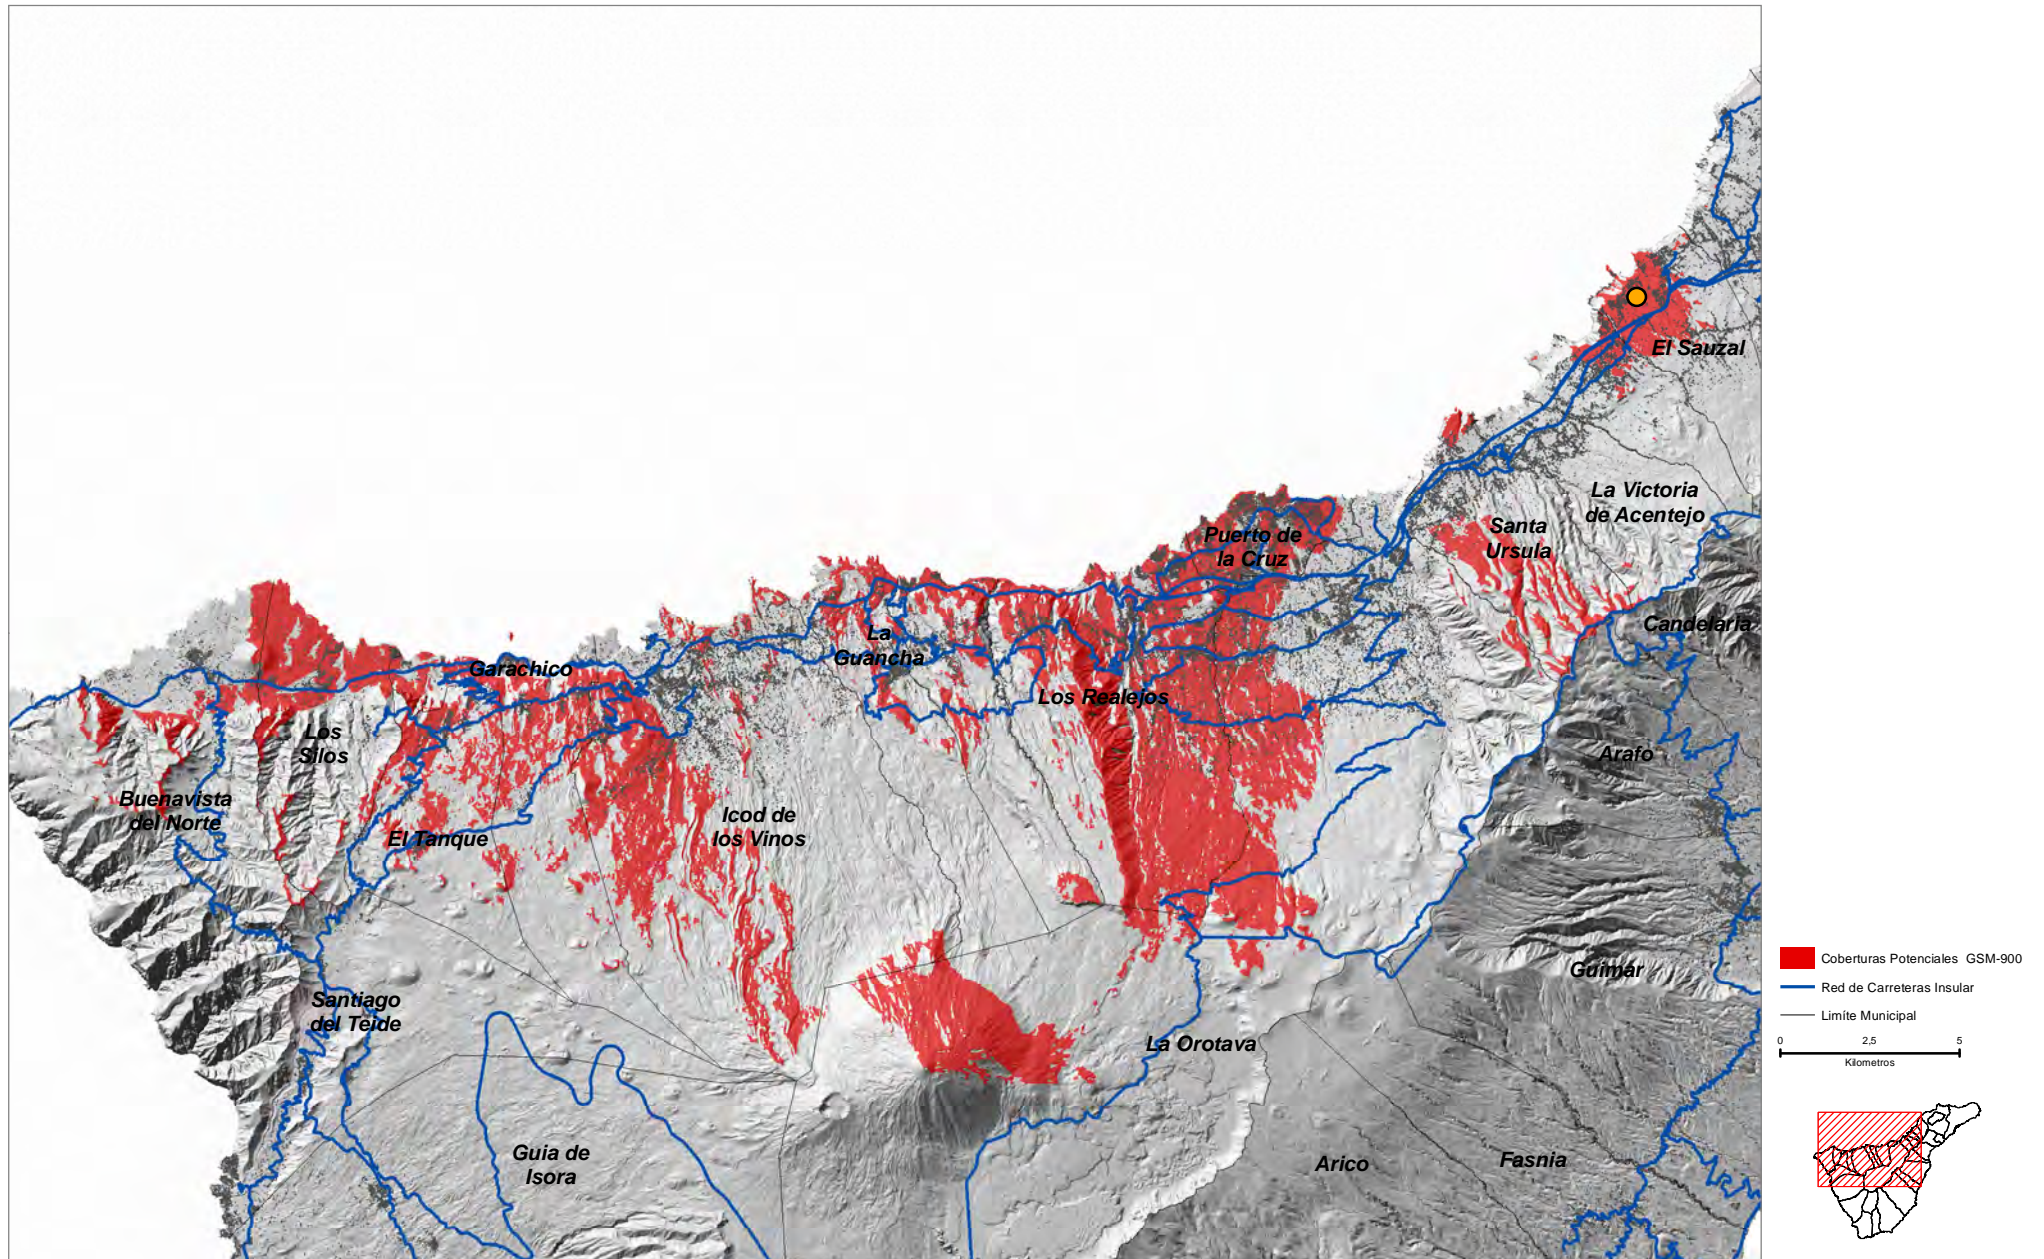 El Sauzal
La Victoria
de Acentejo
Santa
Ursula
Puerto de
la Cruz
Candelaria
La
Guancha
Garachico
Los Realejos
Los
Silos
Arafo
Buenavista
del Norte
El Tanque
Icod de
los Vinos
Guimar
Santiago
del Teide
La Orotava
Guia de
Isora
Arico
Fasnia
Coberturas Potenciales GSM-900
Red de Carreteras Insular
Limíte Municipal
0 2,5 5
Kilometros